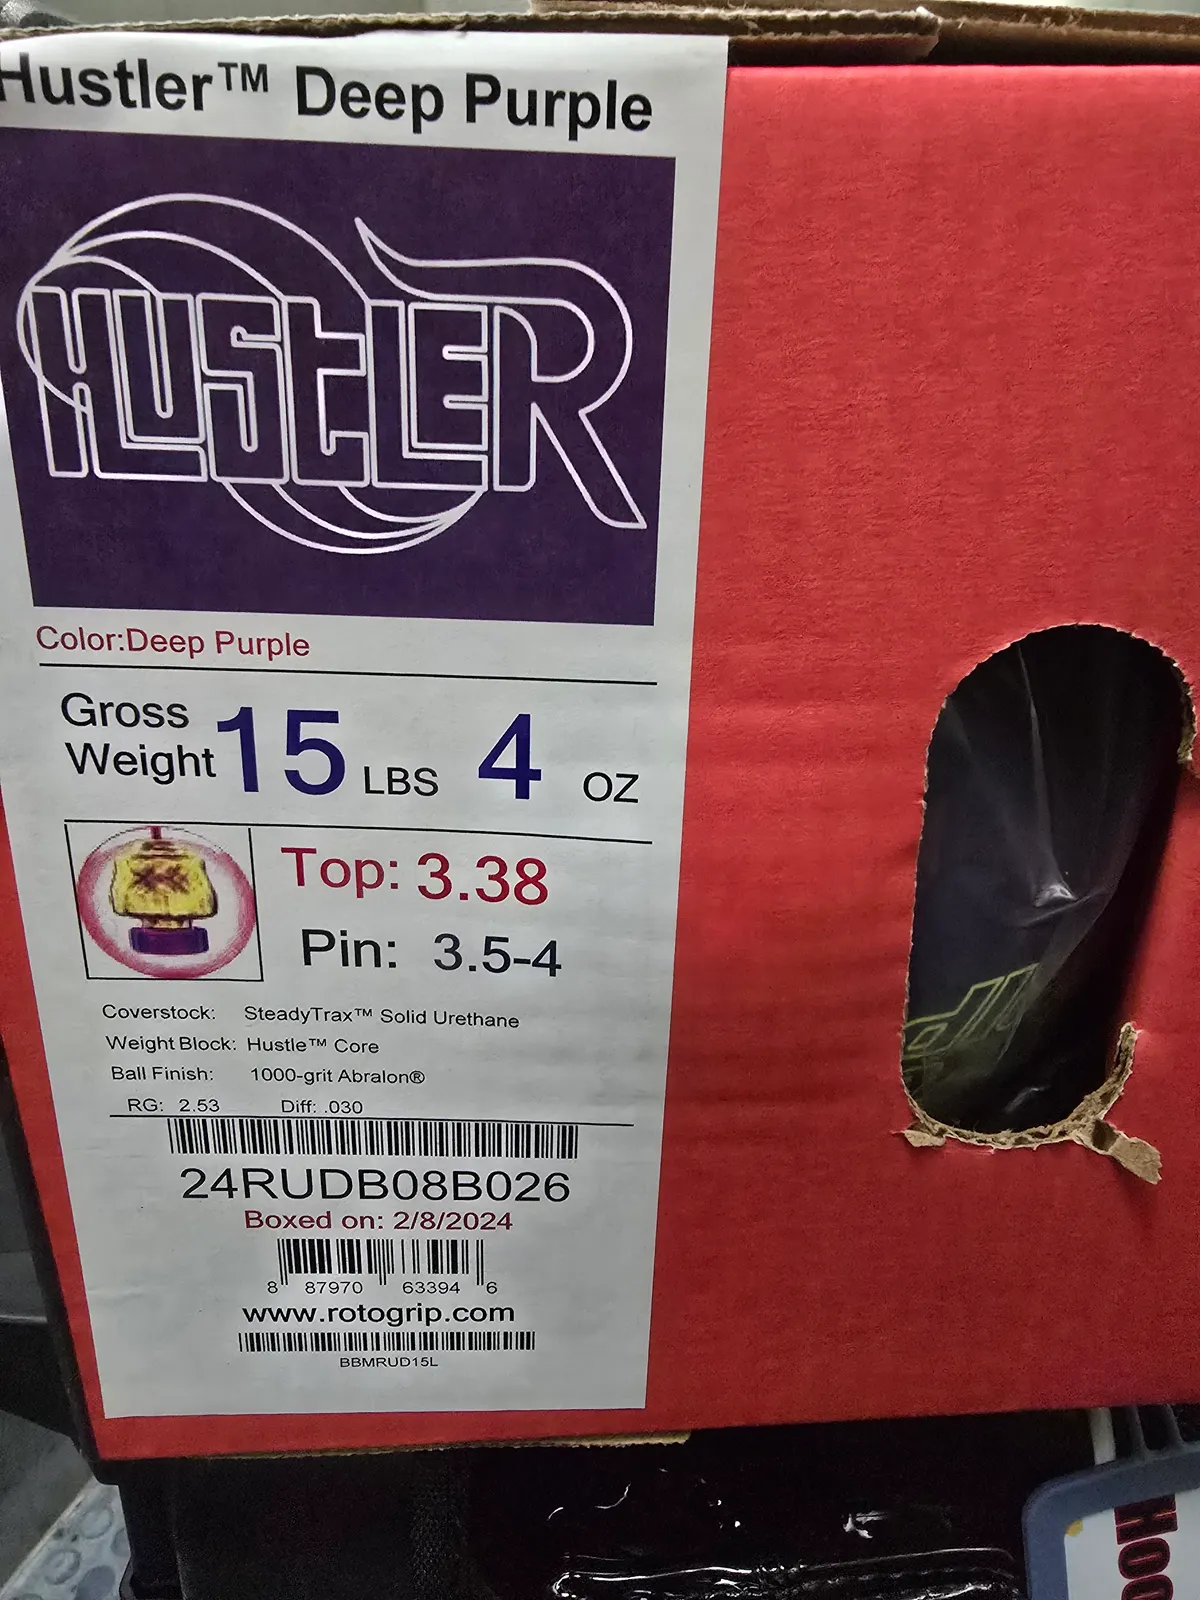 Hustler™ Deep Purple
HUStLER
Color:Deep Purple
Gross Weight 15 LBS 4 OZ
Top: 3.38
Pin: 3.5-4
Coverstock: SteadyTrax™ Solid Urethane
Weight Block: Hustle™ Core
Ball Finish: 1000-grit Abralon®
RG: 2.53 Diff: .030
24RUDB08B026
Boxed on: 2/8/2024
8 87970 63394 6
www.rotogrip.com
BBMRUD15L